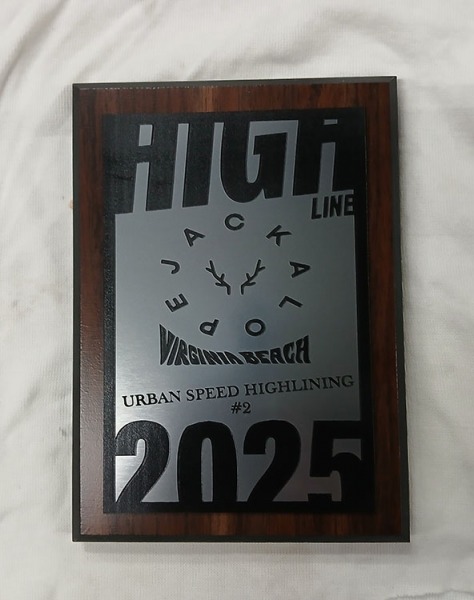 HIGH
LINE
JACKALOPE
VIRGINIA BEACH
URBAN SPEED HIGHLINING
#2
2025